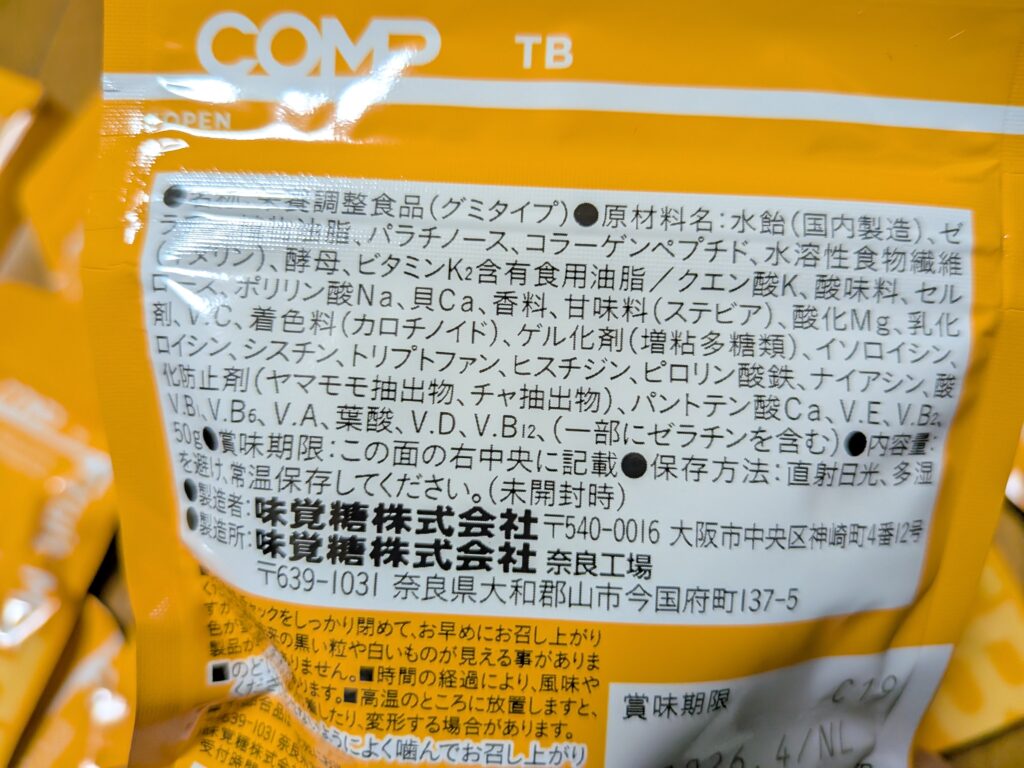 COMP TB
OPEN
養調整食品(グミタイプ)●原材料名:水飴(国内製造)、ゼ
油脂、パラチノース、コラーゲンペプチド、水溶性食物繊維
リン)、酵母、ビタミンK2含有食用油脂/クエン酸K、酸味料、セル
ロース、ポリリン酸Na、貝Ca、香料、甘味料(ステビア)、酸化Mg、乳化
剤、V.C、着色料(カロチノイド)、ゲル化剤(増粘多糖類)、イソロイシン、
ロイシン、シスチン、トリプトファン、ヒスチジン、ピロリン酸鉄、ナイアシン、酸
化防止剤(ヤマモモ抽出物、チャ抽出物)、パントテン酸Ca、V.E、V.B2、
V.B1、V.B6、V.A、葉酸、V.D、V.B12、(一部にゼラチンを含む)●内容量:
50g●賞味期限:この面の右中央に記載●保存方法:直射日光、多湿
を避け、常温保存してください。(未開封時)
●製造者:味覚糖株式会社 〒540-0016 大阪市中央区神崎町4番12号
●製造所:味覚糖株式会社 奈良工場
〒639-1031 奈良県大和郡山市今国府町137-5
ックをしっかり閉めて、お早めにお召し上がり
の黒い粒や白いものが見える事がありま
りません。■時間の経過により、風味や
ます。■高温のところに放置しますと、
たり、変形する場合があります。
ようによく噛んでお召し上がり
639-1031
味覚糖株式会
受付時間
賞味期限
4/NL